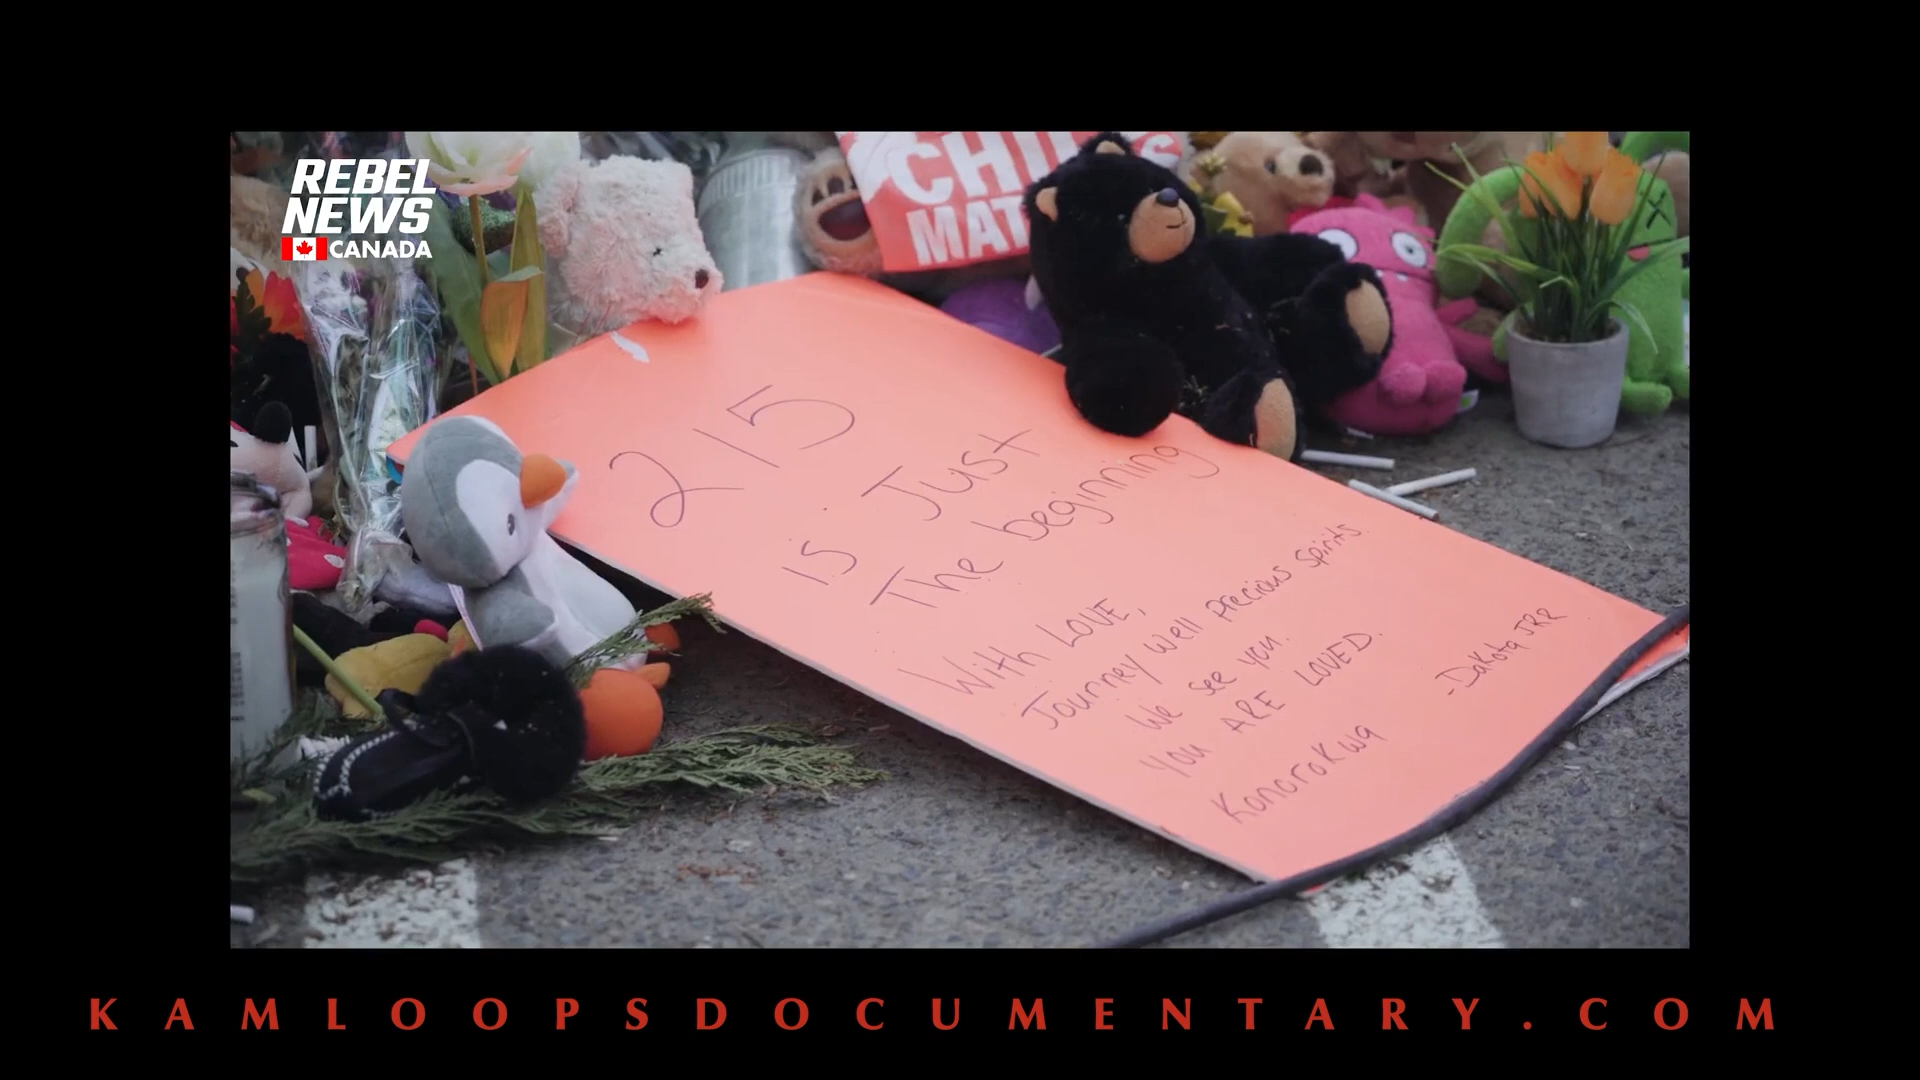 REBEL
NEWS
CANADA
CHI S
MAT
215
is Just
The beginning
With LOVE,
Journey well precious spirits.
We see you.
you ARE LOVED.
Konorokwa
-Dakota JR2
KAMLOOPSDOCUMENTARY.COM